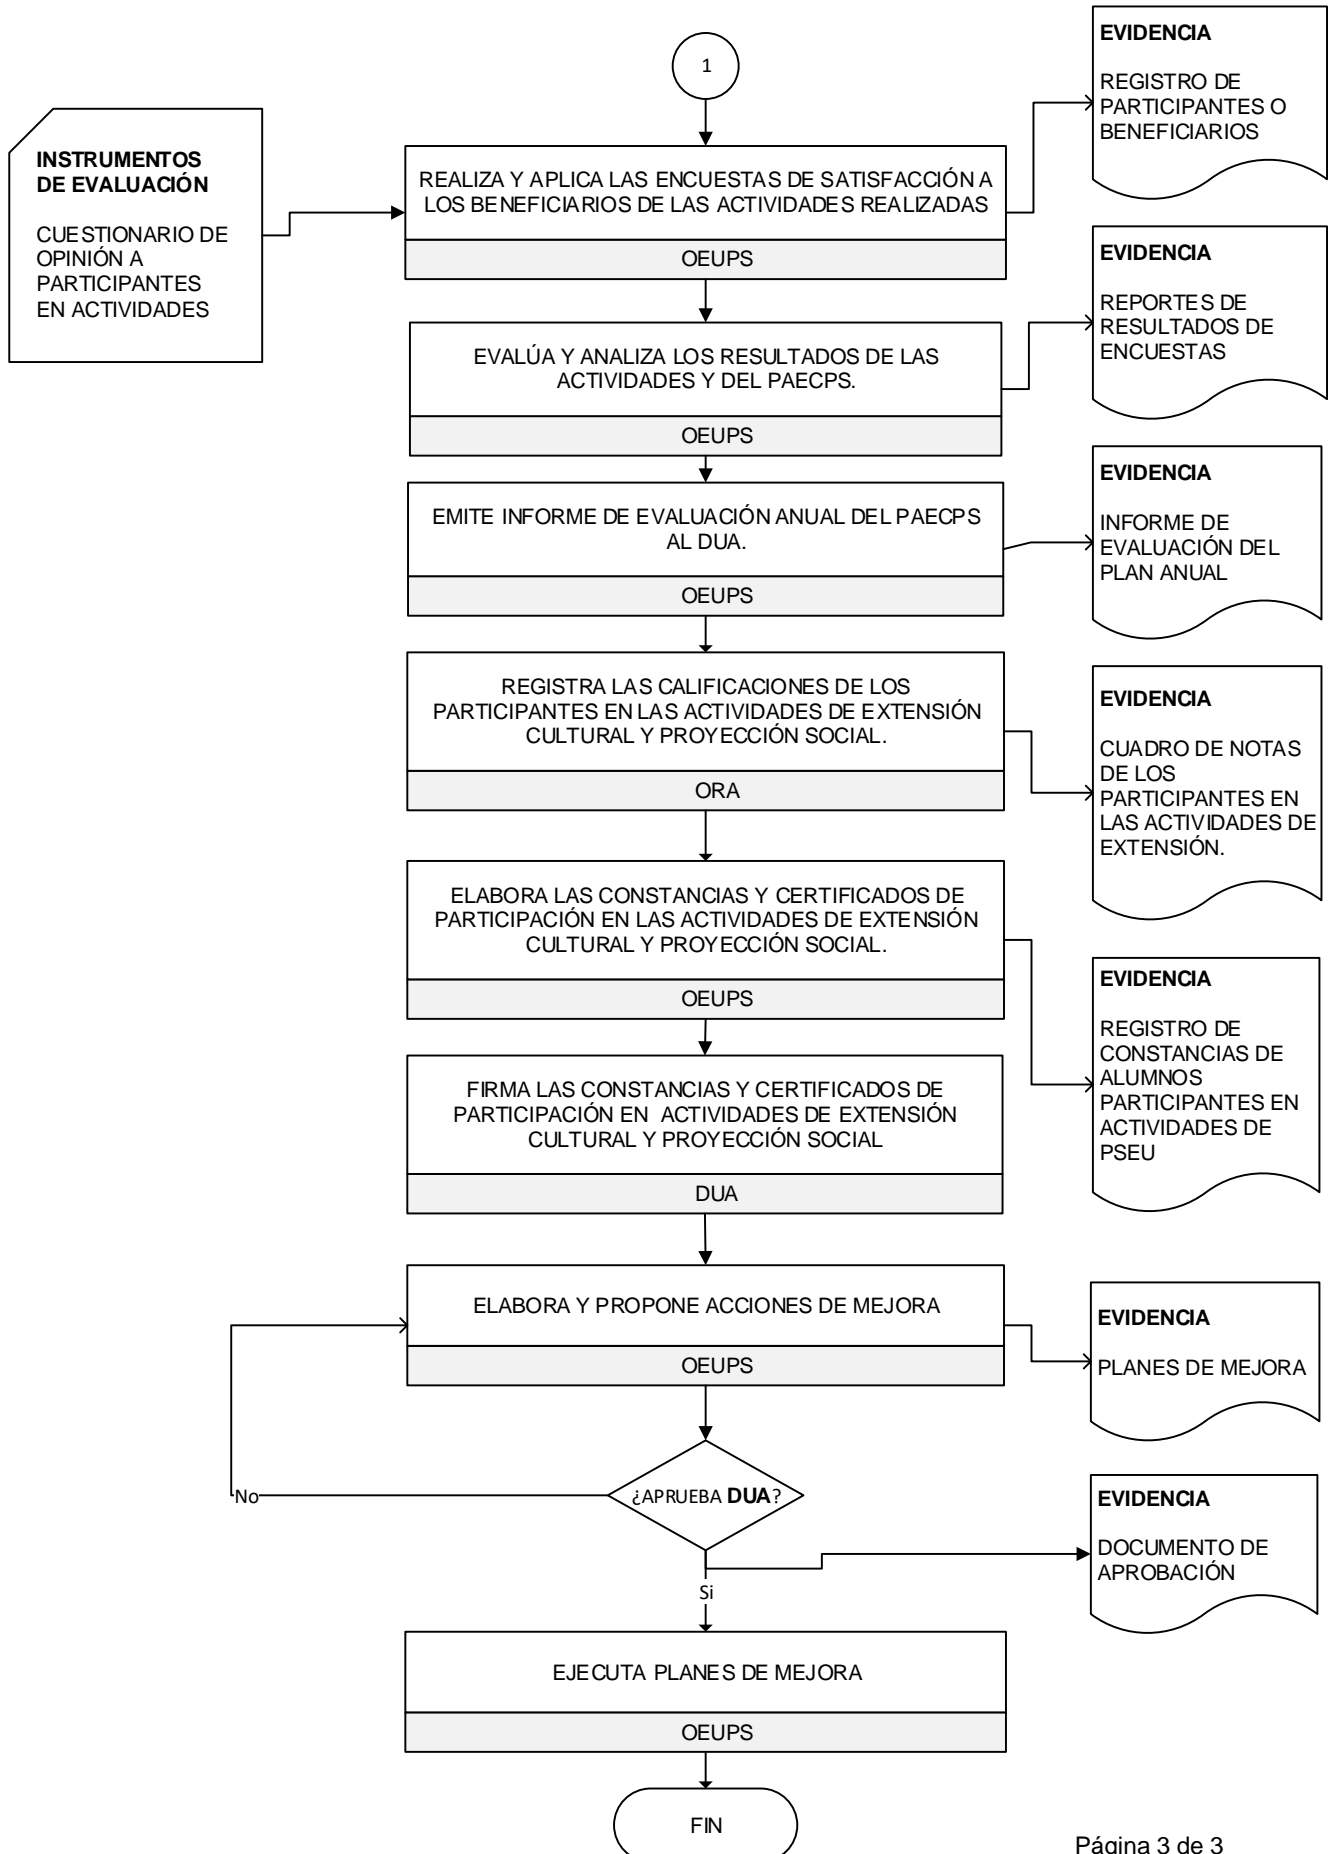 1
EVIDENCIA
REGISTRO DE
PARTICIPANTES O
BENEFICIARIOS
INSTRUMENTOS
DE EVALUACIÓN
CUESTIONARIO DE
OPINIÓN A
PARTICIPANTES
EN ACTIVIDADES
REALIZA Y APLICA LAS ENCUESTAS DE SATISFACCIÓN A
LOS BENEFICIARIOS DE LAS ACTIVIDADES REALIZADAS
OEUPS
EVIDENCIA
REPORTES DE
RESULTADOS DE
ENCUESTAS
EVALÚA Y ANALIZA LOS RESULTADOS DE LAS
ACTIVIDADES Y DEL PAECPS.
OEUPS
EVIDENCIA
INFORME DE
EVALUACIÓN DEL
PLAN ANUAL
EMITE INFORME DE EVALUACIÓN ANUAL DEL PAECPS
AL DUA.
OEUPS
REGISTRA LAS CALIFICACIONES DE LOS
PARTICIPANTES EN LAS ACTIVIDADES DE EXTENSIÓN
CULTURAL Y PROYECCIÓN SOCIAL.
ORA
EVIDENCIA
CUADRO DE NOTAS
DE LOS
PARTICIPANTES EN
LAS ACTIVIDADES DE
EXTENSIÓN.
ELABORA LAS CONSTANCIAS Y CERTIFICADOS DE
PARTICIPACIÓN EN LAS ACTIVIDADES DE EXTENSIÓN
CULTURAL Y PROYECCIÓN SOCIAL.
OEUPS
EVIDENCIA
REGISTRO DE
CONSTANCIAS DE
ALUMNOS
PARTICIPANTES EN
ACTIVIDADES DE
PSEU
FIRMA LAS CONSTANCIAS Y CERTIFICADOS DE
PARTICIPACIÓN EN ACTIVIDADES DE EXTENSIÓN
CULTURAL Y PROYECCIÓN SOCIAL
DUA
ELABORA Y PROPONE ACCIONES DE MEJORA
OEUPS
EVIDENCIA
PLANES DE MEJORA
No
¿APRUEBA DUA?
EVIDENCIA
DOCUMENTO DE
APROBACIÓN
Si
EJECUTA PLANES DE MEJORA
OEUPS
FIN
Página 3 de 3